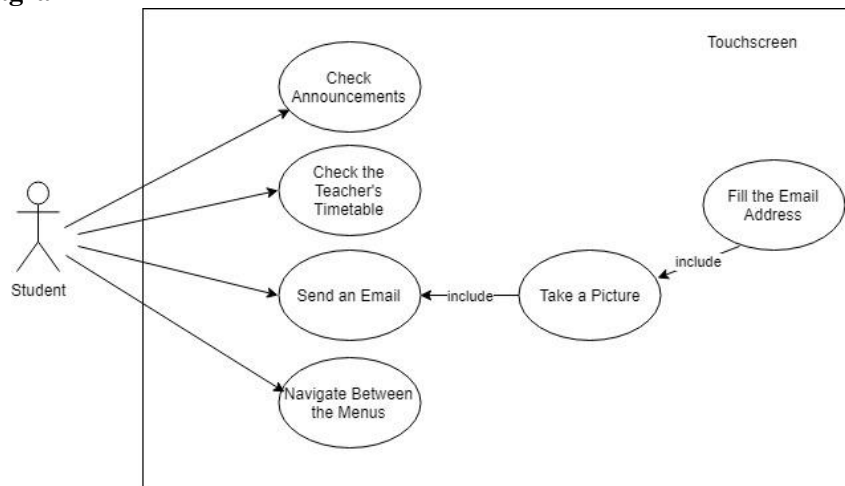 Touchscreen
Check
Announcements
Check the
Teacher's
Timetable
Fill the Email
Address
include
Student
Send an Email
include
Take a Picture
Navigate Between
the Menus